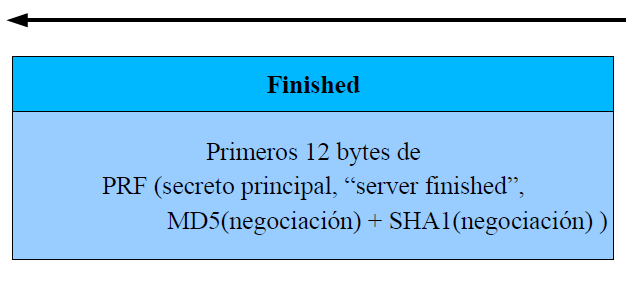 Finished
Primeros 12 bytes de
PRF (secreto principal, “server finished”,
MD5(negociación) + SHA1(negociación) )